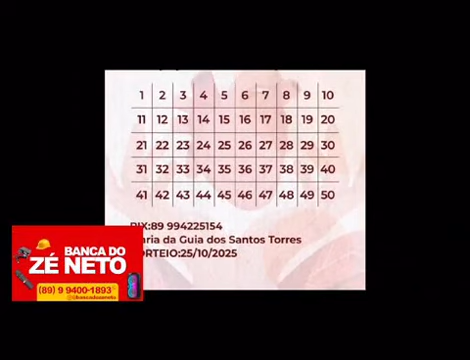 1 2 3 4 5 6 7 8 9 10
11 12 13 14 15 16 17 18 19 20
21 22 23 24 25 26 27 28 29 30
31 32 33 34 35 36 37 38 39 40
41 42 43 44 45 46 47 48 49 50
PIX:89 994225154
Maria da Guia dos Santos Torres
SORTEIO:25/10/2025
BANCA DO
ZÉ NETO
(89) 9 9400-1893